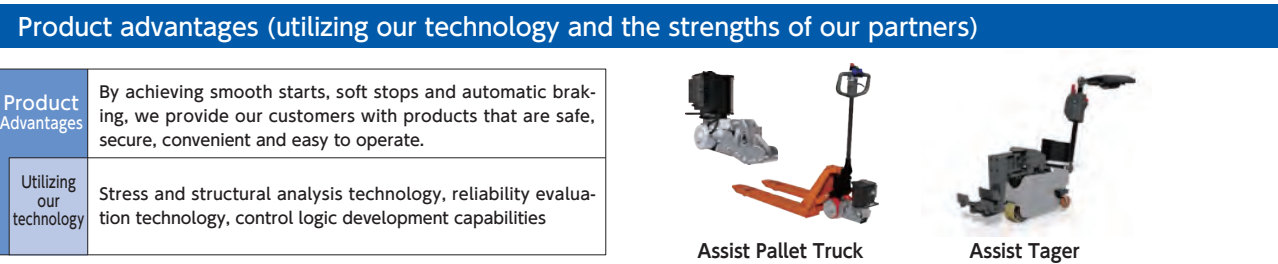 Product advantages (utilizing our technology and the strengths of our partners)
Product
Advantages
By achieving smooth starts, soft stops and automatic brak-
ing, we provide our customers with products that are safe,
secure, convenient and easy to operate.
Utilizing
our
technology
Stress and structural analysis technology, reliability evalua-
tion technology, control logic development capabilities
Assist Pallet Truck
Assist Tager